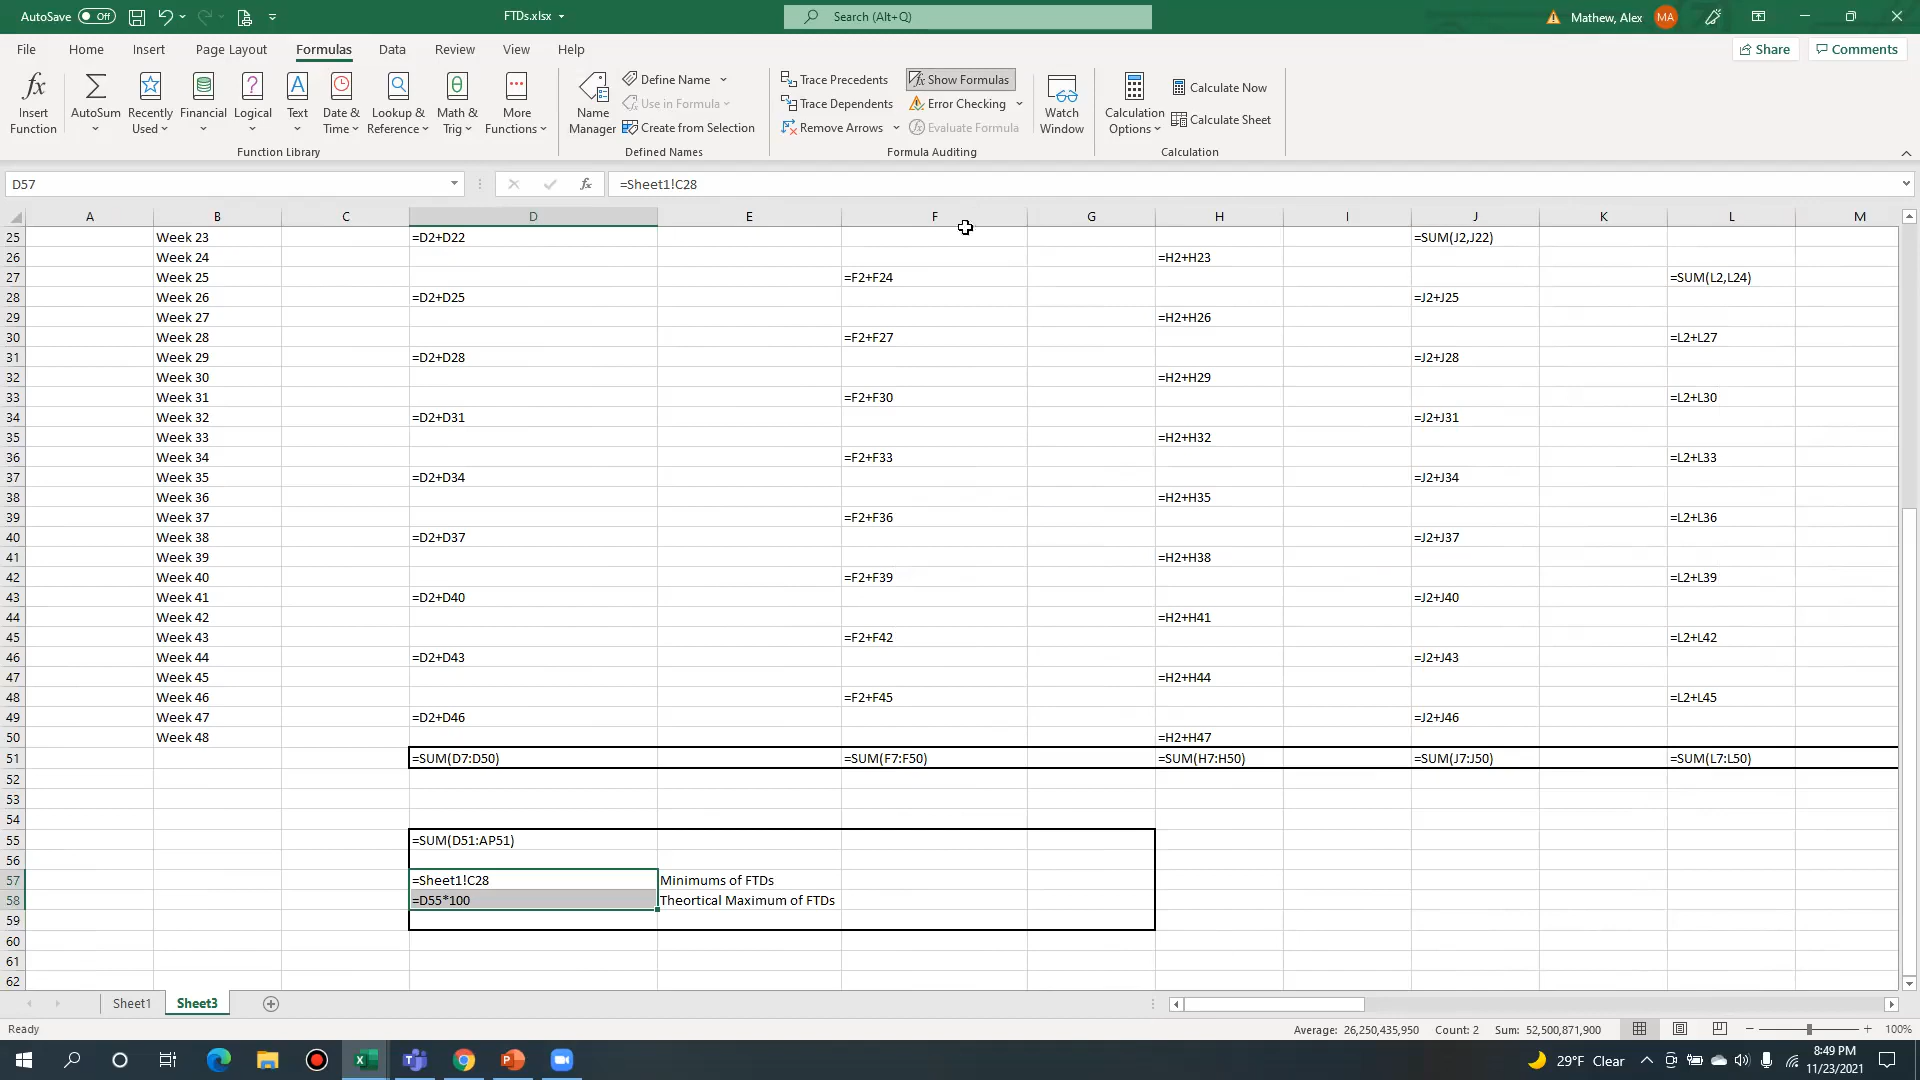 AutoSave Off FTDs.xlsx Search (Alt+Q) Mathew, Alex MA
File Home Insert Page Layout Formulas Data Review View Help Share Comments
Insert Function AutoSum Recently Used Financial Logical Text Date & Time Lookup & Reference Math & Trig More Functions
Function Library
Name Manager
Define Name
Use in Formula
Create from Selection
Defined Names
Trace Precedents Show Formulas
Trace Dependents Error Checking
Remove Arrows Evaluate Formula
Watch Window
Formula Auditing
Calculation Options
Calculate Now
Calculate Sheet
Calculation
D57 fx =Sheet1!C28
A B C D E F G H I J K L M
25 Week 23 =D2+D22 =SUM(J2,J22)
26 Week 24 =H2+H23
27 Week 25 =F2+F24 =SUM(L2,L24)
28 Week 26 =D2+D25 =J2+J25
29 Week 27 =H2+H26
30 Week 28 =F2+F27 =L2+L27
31 Week 29 =D2+D28 =J2+J28
32 Week 30 =H2+H29
33 Week 31 =F2+F30 =L2+L30
34 Week 32 =D2+D31 =J2+J31
35 Week 33 =H2+H32
36 Week 34 =F2+F33 =L2+L33
37 Week 35 =D2+D34 =J2+J34
38 Week 36 =H2+H35
39 Week 37 =F2+F36 =L2+L36
40 Week 38 =D2+D37 =J2+J37
41 Week 39 =H2+H38
42 Week 40 =F2+F39 =L2+L39
43 Week 41 =D2+D40 =J2+J40
44 Week 42 =H2+H41
45 Week 43 =F2+F42 =L2+L42
46 Week 44 =D2+D43 =J2+J43
47 Week 45 =H2+H44
48 Week 46 =F2+F45 =L2+L45
49 Week 47 =D2+D46 =J2+J46
50 Week 48 =H2+H47
51 =SUM(D7:D50) =SUM(F7:F50) =SUM(H7:H50) =SUM(J7:J50) =SUM(L7:L50)
52
53
54
55 =SUM(D51:AP51)
56
57 =Sheet1!C28 Minimums of FTDs
58 =D55*100 Theortical Maximum of FTDs
59
60
61
62
Sheet1 Sheet3
Ready Average: 26,250,435,950 Count: 2 Sum: 52,500,871,900 100%
29°F Clear 8:49 PM
11/23/2021